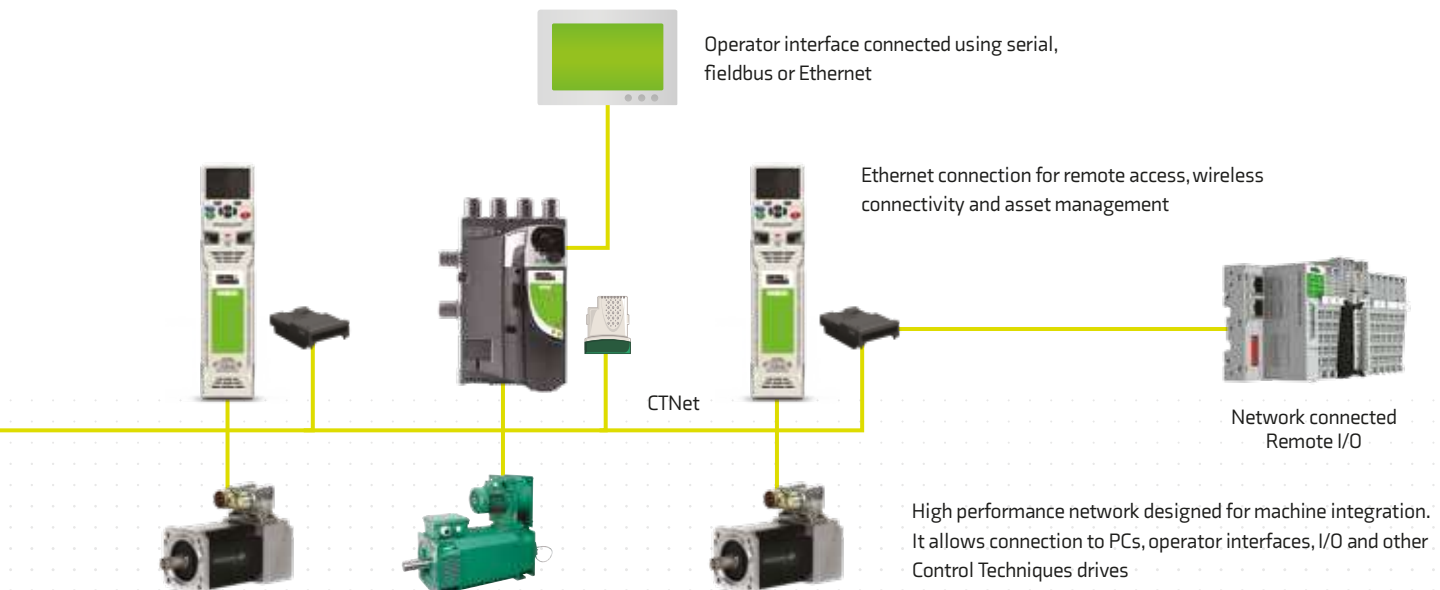 Operator interface connected using serial,
fieldbus or Ethernet
Ethernet connection for remote access, wireless
connectivity and asset management
CTNet
Network connected
Remote I/O
High performance network designed for machine integration.
It allows connection to PCs, operator interfaces, I/O and other
Control Techniques drives